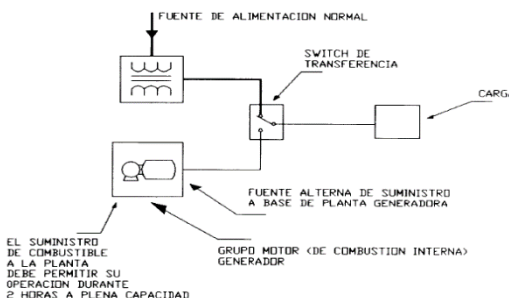 FUENTE DE ALIMENTACION NORMAL
SWITCH DE
TRANSFERENCIA
CARGA
FUENTE ALTERNA DE SUMINISTRO
A BASE DE PLANTA GENERADORA
EL SUMINISTRO
DE COMBUSTIBLE
A LA PLANTA
DEBE PERMITIR SU
OPERACION DURANTE
2 HORAS A PLENA CAPACIDAD
GRUPO MOTOR (DE COMBUSTION INTERNA)
GENERADOR